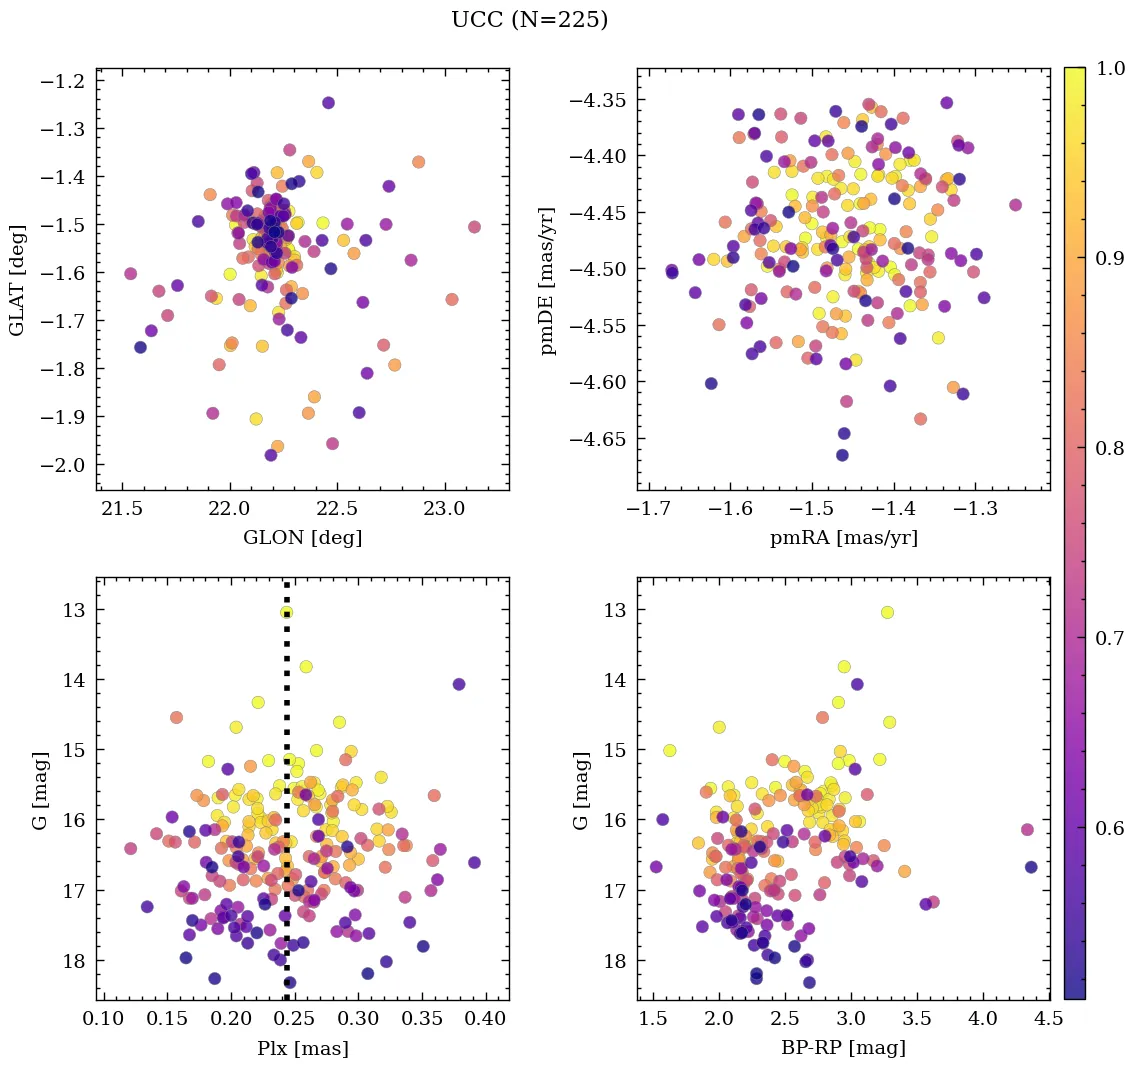 UCC (N=225)
−1.2
−1.3
−1.4
−1.5
−1.6
−1.7
−1.8
−1.9
−2.0
GLAT [deg]
21.5 22.0 22.5 23.0
GLON [deg]
−4.35
−4.40
−4.45
−4.50
−4.55
−4.60
−4.65
pmDE [mas/yr]
−1.7 −1.6 −1.5 −1.4 −1.3
pmRA [mas/yr]
1.0
0.9
0.8
0.7
0.6
13
14
15
16
17
18
G [mag]
0.10 0.15 0.20 0.25 0.30 0.35 0.40
Plx [mas]
13
14
15
16
17
18
G [mag]
1.5 2.0 2.5 3.0 3.5 4.0 4.5
BP-RP [mag]